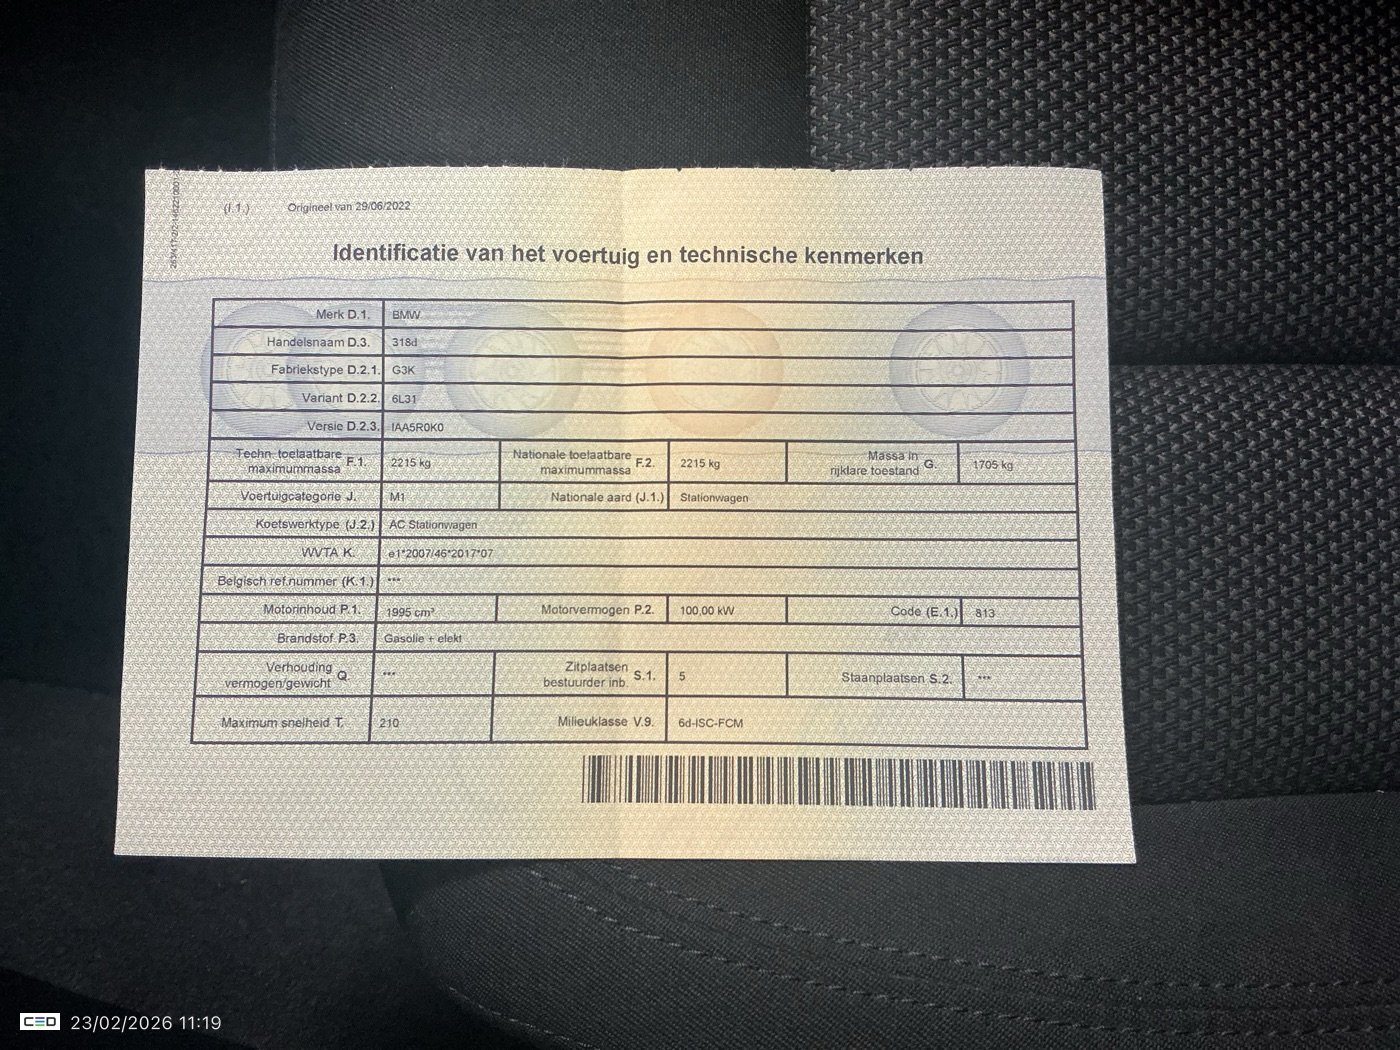 (I.1.) Origineel van 29/06/2022
Identificatie van het voertuig en technische kenmerken
Merk D.1. BMW
Handelsnaam D.3. 318d
Fabriekstype D.2.1. G3K
Variant D.2.2. 6L31
Versie D.2.3. IAA5R0K0
Techn. toelaatbare maximummassa F.1. 2215 kg Nationale toelaatbare maximummassa F.2. 2215 kg Massa in rijklare toestand G. 1705 kg
Voertuigcategorie J. M1 Nationale aard (J.1.) Stationwagen
Koetswerktype (J.2.) AC Stationwagen
WVTA K. e1*2007/46*2017*07
Belgisch ref.nummer (K.1.) ***
Motorinhoud P.1. 1995 cm³ Motorvermogen P.2. 100,00 kW Code (E.1.) 813
Brandstof P.3. Gasolie + elekt
Verhouding vermogen/gewicht Q. *** Zitplaatsen bestuurder inb. S.1. 5 Staanplaatsen S.2. ***
Maximum snelheid T. 210 Milieuklasse V.9. 6d-ISC-FCM
CED 23/02/2026 11:19